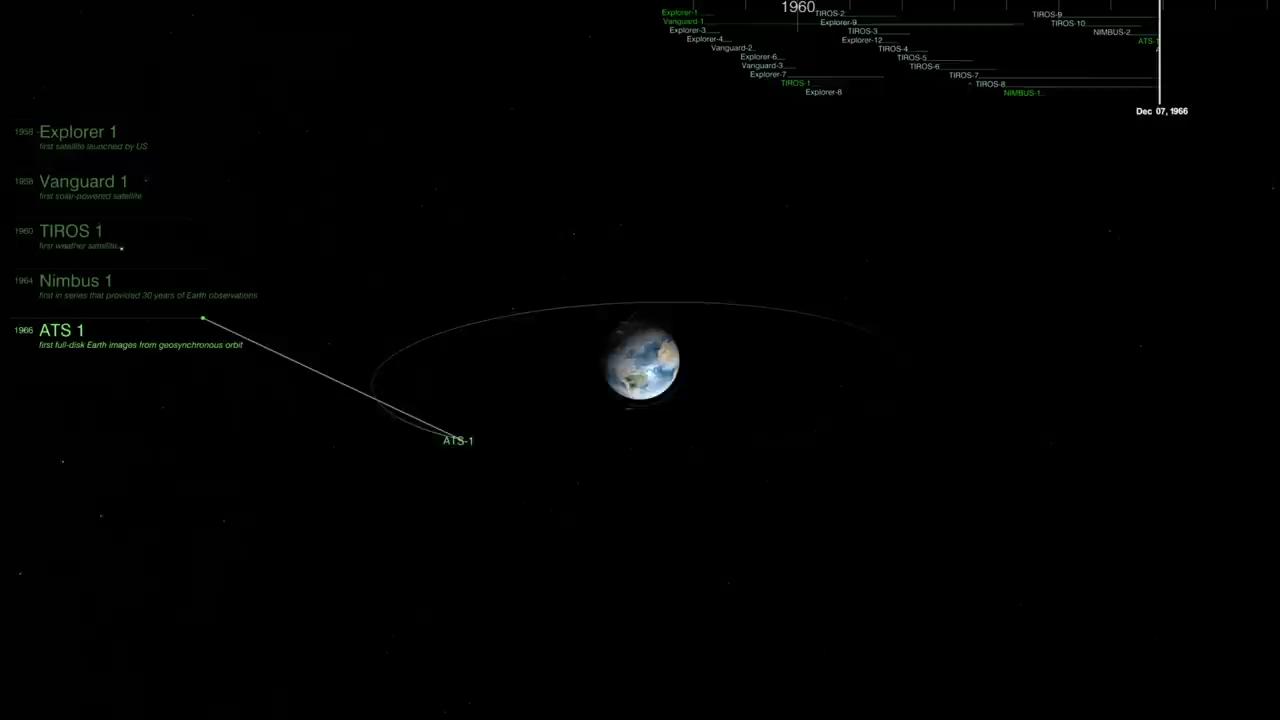 1960
Explorer-1
TIROS-2
TIROS-9
Vanguard-1
Explorer-9
TIROS-10
Explorer-3
TIROS-3
NIMBUS-2
Explorer-4
Explorer-12
ATS-1
Vanguard-2
TIROS-4
Explorer-6
TIROS-5
Vanguard-3
TIROS-6
Explorer-7
TIROS-7
TIROS-1
TIROS-8
Explorer-8
NIMBUS-1
Dec 07, 1966
1958 Explorer 1
first satellite launched by US
1958 Vanguard 1
first solar-powered satellite
1960 TIROS 1
first weather satellite
1964 Nimbus 1
first in series that provided 30 years of Earth observations
1966 ATS 1
first full-disk Earth images from geosynchronous orbit
ATS-1